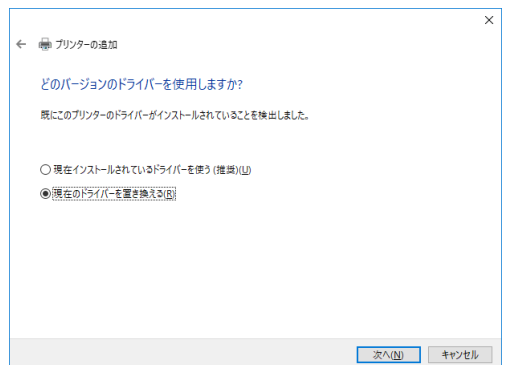 プリンターの追加
どのバージョンのドライバーを使用しますか?
既にこのプリンターのドライバーがインストールされていることを検出しました。
現在インストールされているドライバーを使う (推奨)(U)
現在のドライバーを置き換える(R)
次へ(N) キャンセル